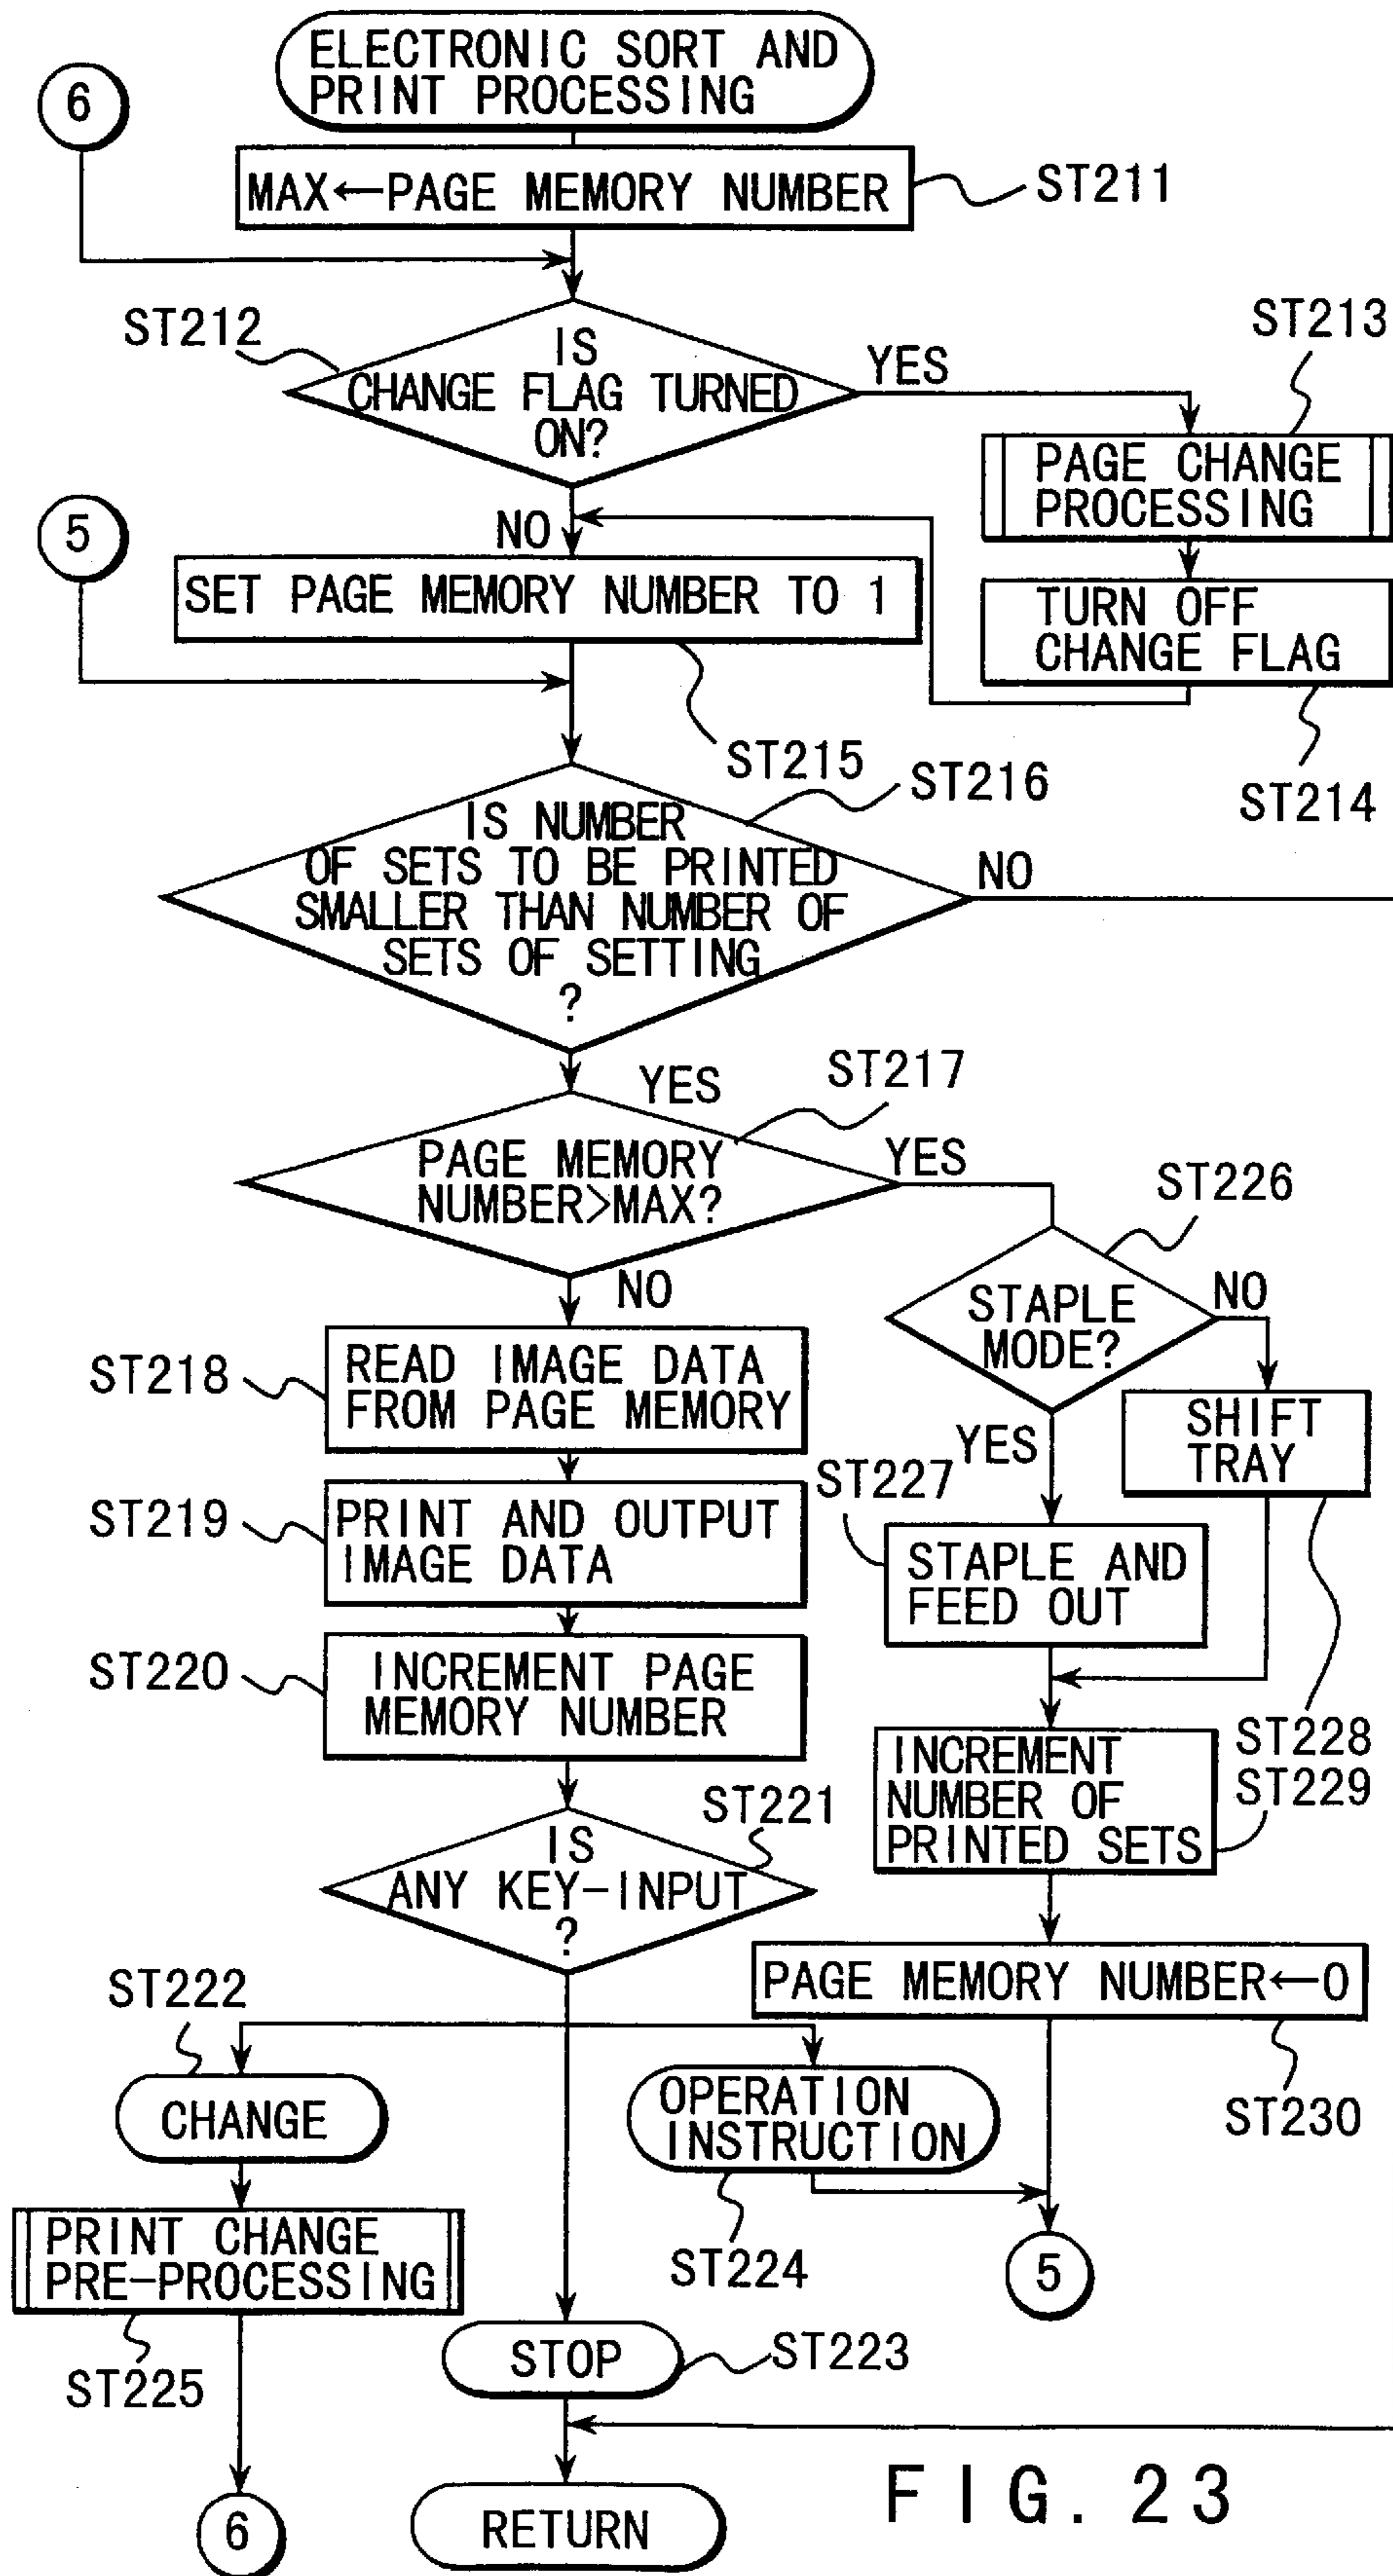 ELECTRONIC SORT AND
PRINT PROCESSING
6
MAX←PAGE MEMORY NUMBER
ST211
ST212
IS
CHANGE FLAG TURNED
ON?
YES
ST213
PAGE CHANGE
PROCESSING
NO
5
SET PAGE MEMORY NUMBER TO 1
TURN OFF
CHANGE FLAG
ST215
ST214
ST216
IS NUMBER
OF SETS TO BE PRINTED
SMALLER THAN NUMBER OF
SETS OF SETTING
?
NO
YES
ST217
PAGE MEMORY
NUMBER>MAX?
YES
NO
ST226
STAPLE
MODE?
NO
YES
ST218
READ IMAGE DATA
FROM PAGE MEMORY
SHIFT
TRAY
ST227
ST219
PRINT AND OUTPUT
IMAGE DATA
STAPLE AND
FEED OUT
ST220
INCREMENT PAGE
MEMORY NUMBER
ST228
INCREMENT
NUMBER OF
PRINTED SETS
ST229
ST221
IS
ANY KEY-INPUT
?
PAGE MEMORY NUMBER←0
ST222
CHANGE
OPERATION
INSTRUCTION
ST230
PRINT CHANGE
PRE-PROCESSING
ST224
5
ST225
STOP
ST223
6
RETURN
FIG. 23